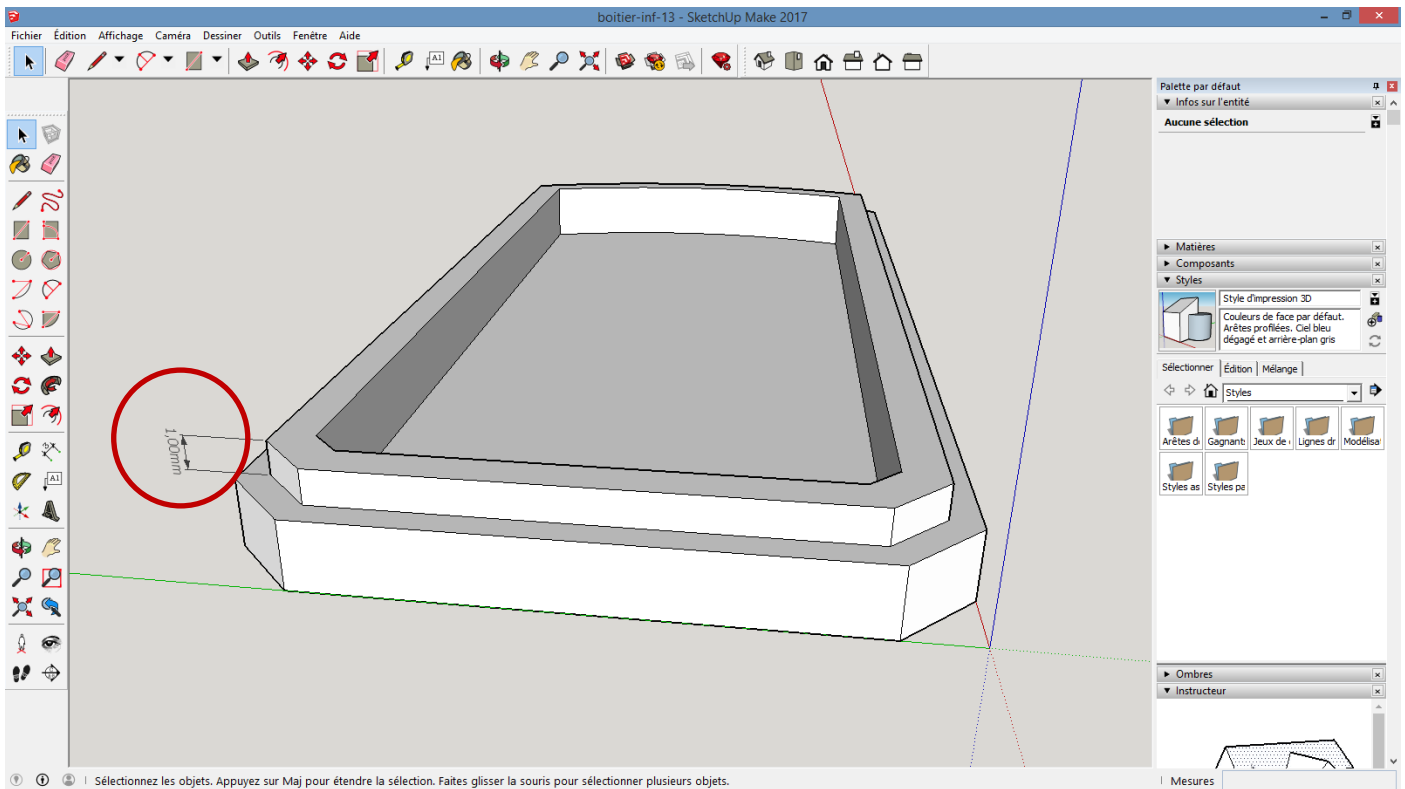 boitier-inf-13 - SketchUp Make 2017
Fichier Édition Affichage Caméra Dessiner Outils Fenêtre Aide
A1
Palette par défaut
Infos sur l'entité
Aucune sélection
A1
1,00mm
Matières
Composants
Styles
Style d'impression 3D
Couleurs de face par défaut.
Arêtes profilées. Ciel bleu
dégagé et arrière-plan gris
Sélectionner Édition Mélange
Styles
Arêtes d Gagnant Jeux de Lignes dr Modélisa
Styles as Styles pa
Ombres
Instructeur
Sélectionnez les objets. Appuyez sur Maj pour étendre la sélection. Faites glisser la souris pour sélectionner plusieurs objets.
Mesures